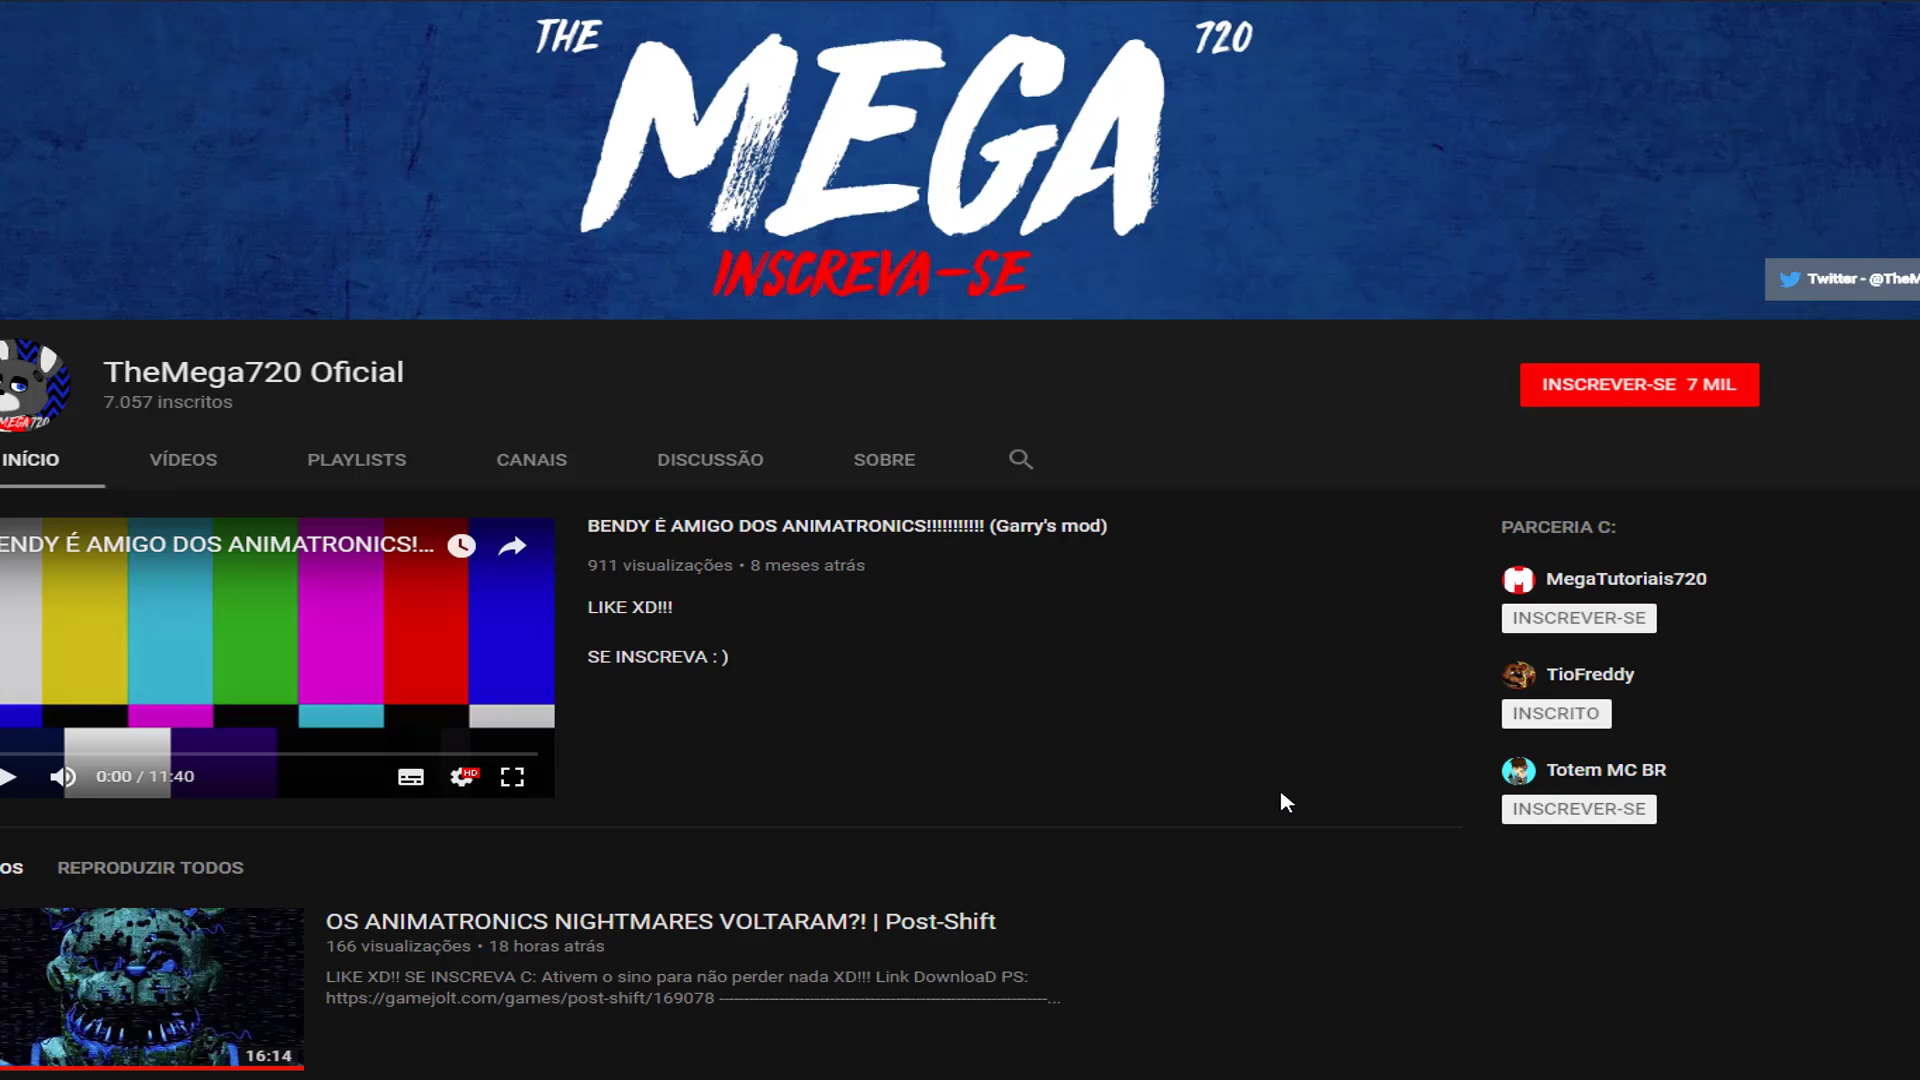 THE MEGA 720
INSCREVA-SE
Twitter - @TheM
MEGA 720
TheMega720 Oficial
7.057 inscritos
INSCREVER-SE 7 MIL
INÍCIO VÍDEOS PLAYLISTS CANAIS DISCUSSÃO SOBRE
ENDY É AMIGO DOS ANIMATRONICS!...
HD
0:00 / 11:40
BENDY É AMIGO DOS ANIMATRONICS!!!!!!!!!!! (Garry's mod)
911 visualizações • 8 meses atrás
LIKE XD!!!
SE INSCREVA : )
PARCERIA C:
MegaTutoriais720
INSCREVER-SE
TioFreddy
INSCRITO
Totem MC BR
INSCREVER-SE
OS REPRODUZIR TODOS
16:14
OS ANIMATRONICS NIGHTMARES VOLTARAM?! | Post-Shift
166 visualizações • 18 horas atrás
LIKE XD!! SE INSCREVA C: Ativem o sino para não perder nada XD!!! Link DownloaD PS:
https://gamejolt.com/games/post-shift/169078 ----------------------------------------------------------------...